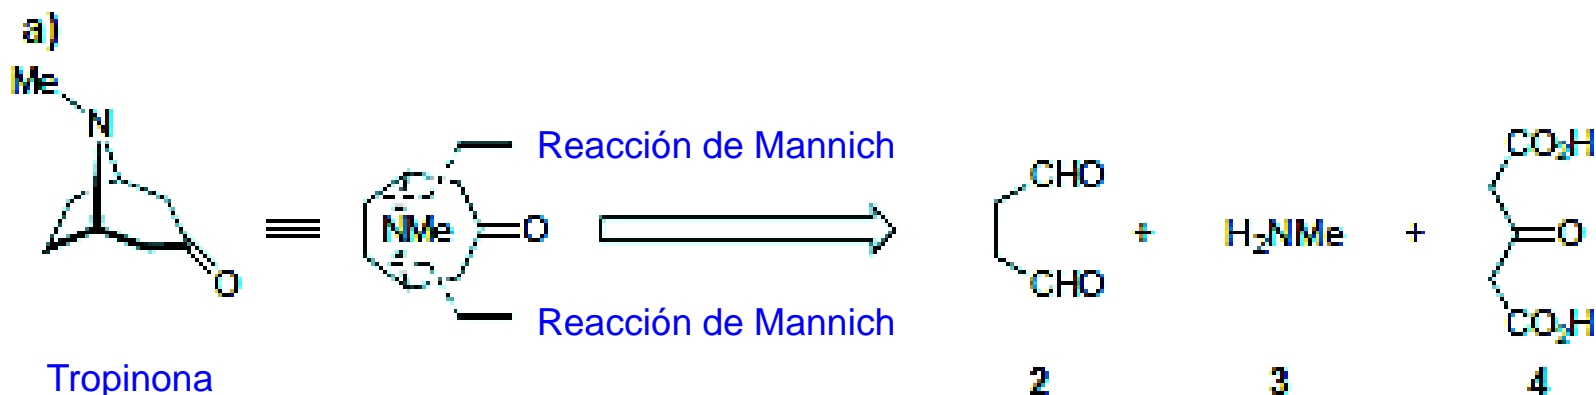 a)
Me
N
O
Tropinona
Reacción de Mannich
NMe
O
Reacción de Mannich
CHO
CHO
2
+
H₂NMe
3
+
CO₂H
O
CO₂H
4